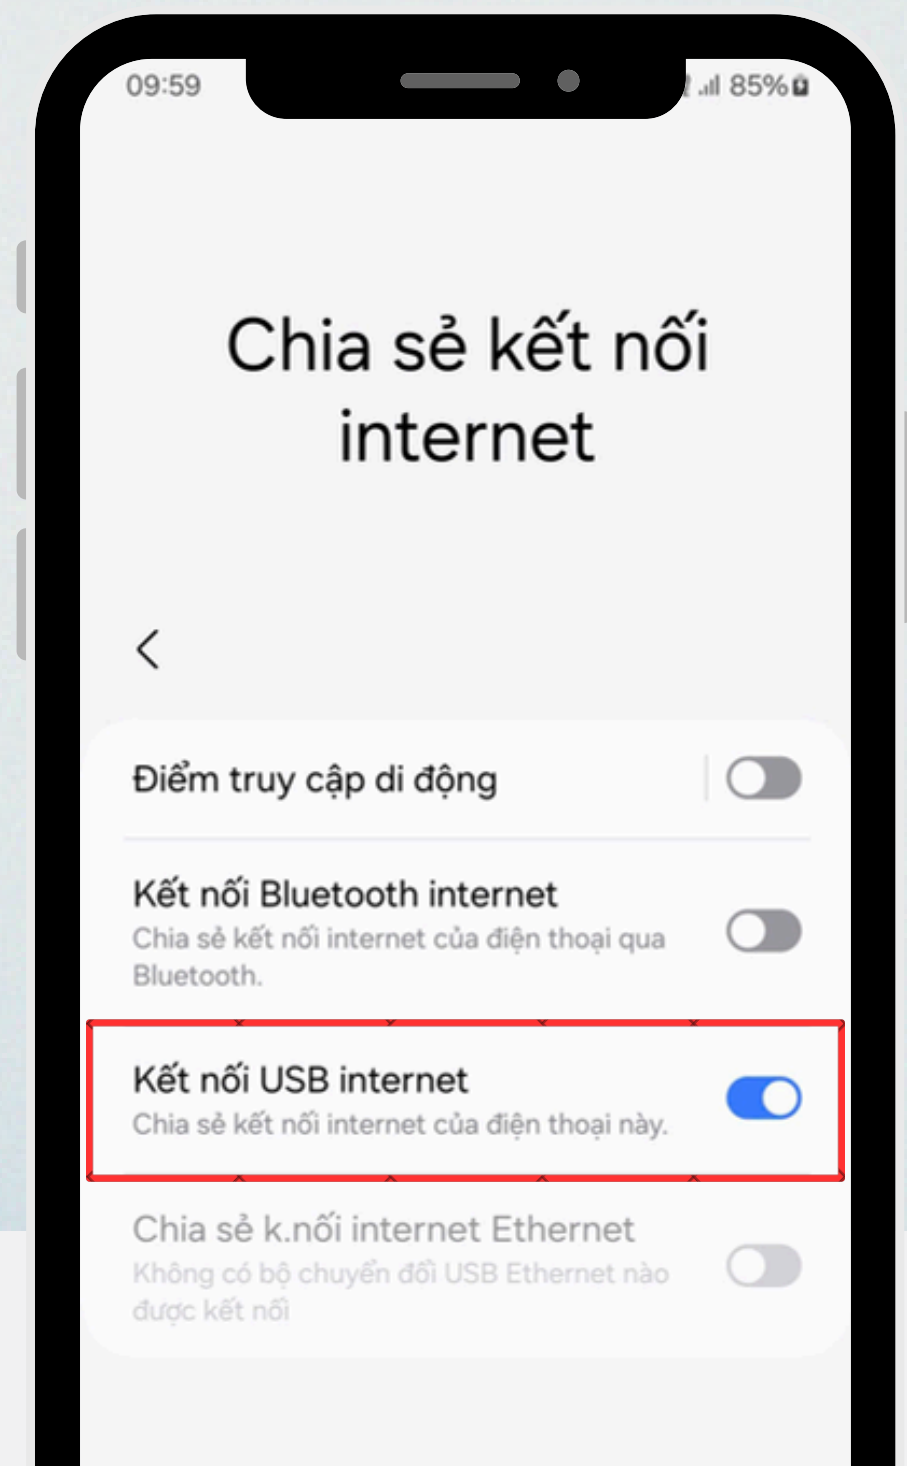 09:59
85%
Chia sẻ kết nối
internet
Điểm truy cập di động
Kết nối Bluetooth internet
Chia sẻ kết nối internet của điện thoại qua
Bluetooth.
Kết nối USB internet
Chia sẻ kết nối internet của điện thoại này.
Chia sẻ k.nối internet Ethernet
Không có bộ chuyển đổi USB Ethernet nào
được kết nối